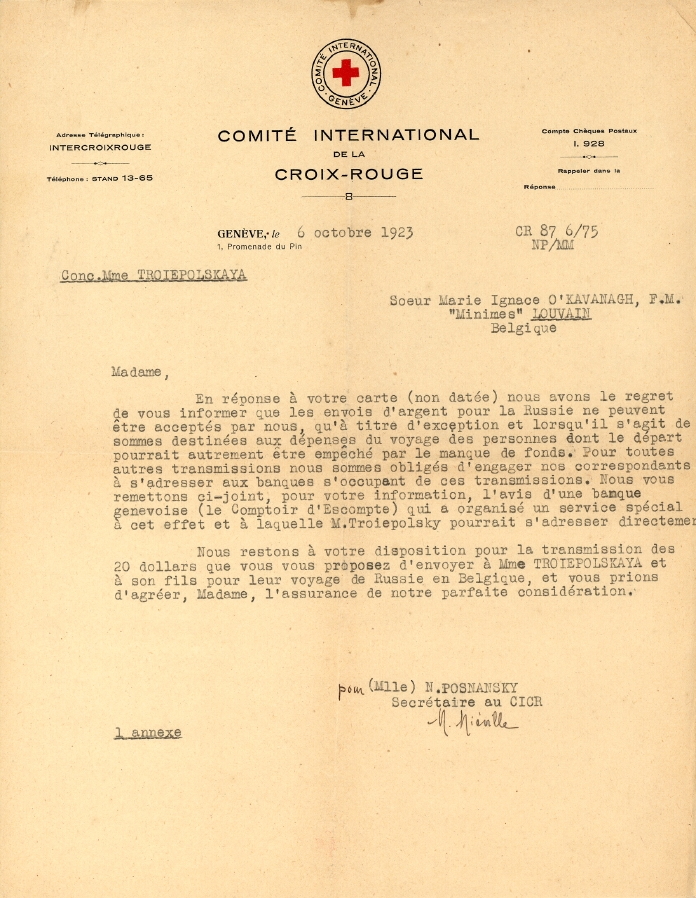 COMITÉ INTERNATIONAL
· GENÈVE ·
Adresse Télégraphique :
INTERCROIXROUGE
Téléphone : STAND 13-65
COMITÉ INTERNATIONAL
DE LA
CROIX-ROUGE
Compte Chèques Postaux
I. 928
Rappeler dans la
Réponse
GENÈVE, le 6 octobre 1923
1, Promenade du Pin
CR 87 6/75
NP/MM
Conc.Mme TROIEPOLSKAYA
Soeur Marie Ignace O'KAVANAGH, F.M.
"Minimes" LOUVAIN
Belgique
Madame,
En réponse à votre carte (non datée) nous avons le regret
de vous informer que les envois d'argent pour la Russie ne peuvent
être acceptés par nous, qu'à titre d'exception et lorsqu'il s'agit de
sommes destinées aux dépenses du voyage des personnes dont le départ
pourrait autrement être empêché par le manque de fonds. Pour toutes
autres transmissions nous sommes obligés d'engager nos correspondants
à s'adresser aux banques s'occupant de ces transmissions. Nous vous
remettons ci-joint, pour votre information, l'avis d'une banque
genevoise (le Comptoir d'Escompte) qui a organisé un service spécial
à cet effet et à laquelle M.Troiepolsky pourrait s'adresser directemen
Nous restons à votre disposition pour la transmission des
20 dollars que vous vous proposez d'envoyer à Mme TROIEPOLSKAYA et
à son fils pour leur voyage de Russie en Belgique, et vous prions
d'agréer, Madame, l'assurance de notre parfaite considération.
pour (Mlle) N.POSNANSKY
Secrétaire au CICR
M. Miéville
1 annexe